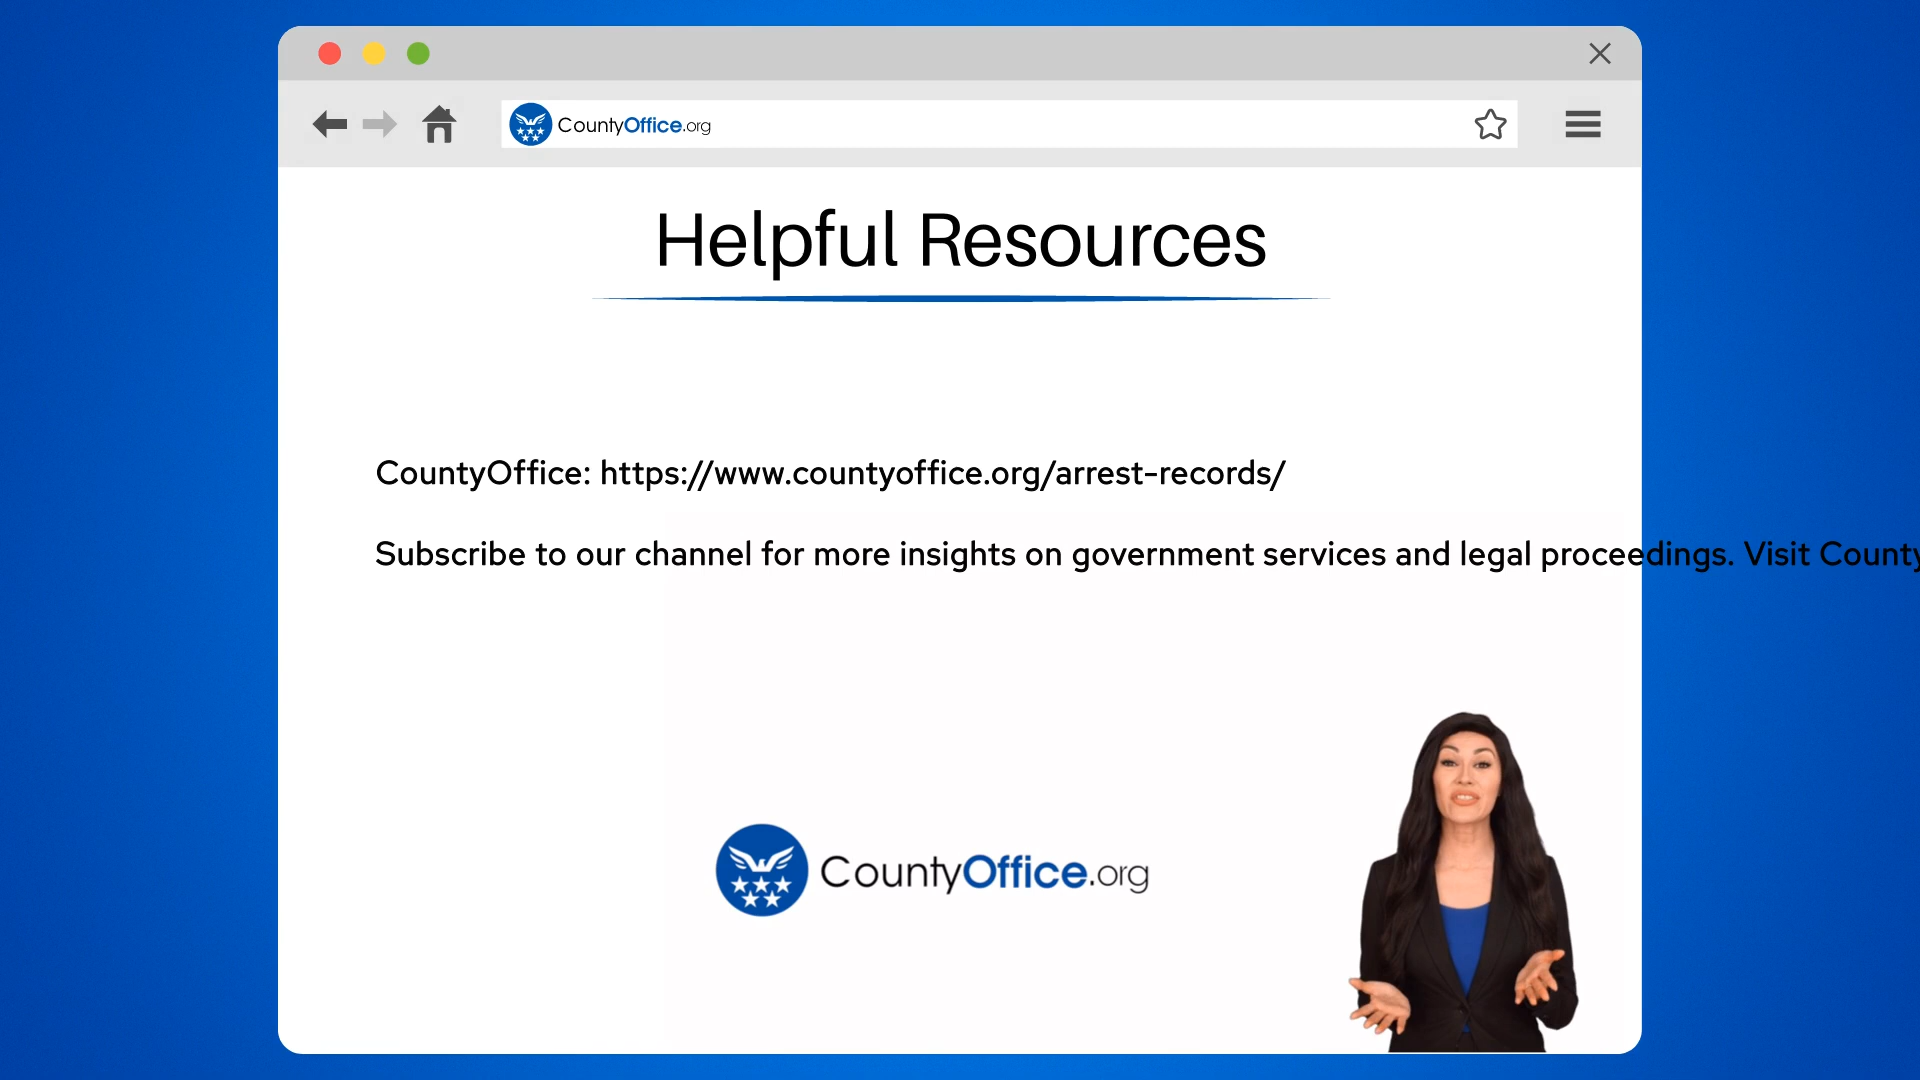 CountyOffice.org
Helpful Resources
CountyOffice: https://www.countyoffice.org/arrest-records/
Subscribe to our channel for more insights on government services and legal proceedings. Visit County
CountyOffice.org